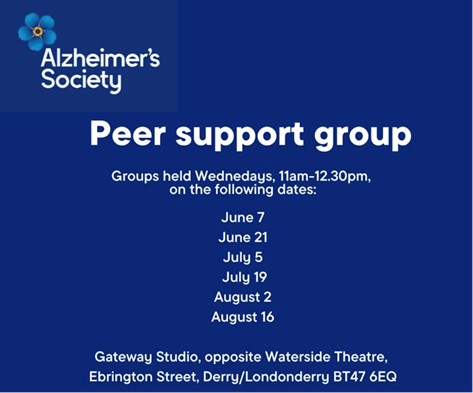 Alzheimer's
Society
Peer support group
Groups held Wednedays, 11am-12.30pm,
on the following dates:
June 7
June 21
July 5
July 19
August 2
August 16
Gateway Studio, opposite Waterside Theatre,
Ebrington Street, Derry/Londonderry BT47 6EQ